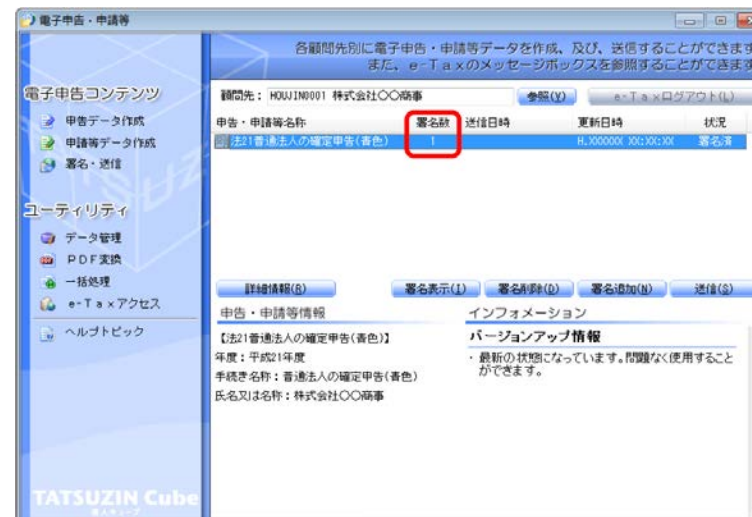 電子申告・申請等
各顧問先別に電子申告・申請等データを作成、及び、送信することができます
また、e-Taxのメッセージボックスを参照することができます
電子申告コンテンツ
申告データ作成
申請等データ作成
署名・送信
ユーティリティ
データ管理
PDF変換
一括処理
e-Taxアクセス
ヘルプトピック
TATSUZIN Cube
達人キューブ
顧問先： HOUJIN0001 株式会社○○商事 参照(Y) e-Taxログアウト(L)
申告・申請等名称 署名数 送信日時 更新日時 状況
法21普通法人の確定申告(青色) 1 H.XXXXXX XX:XX:XX 署名済
詳細情報(R) 署名表示(I) 署名削除(D) 署名追加(N) 送信(S)
申告・申請等情報
【法21普通法人の確定申告(青色)】
年度：平成21年度
手続き名称：普通法人の確定申告(青色)
氏名又は名称：株式会社○○商事
インフォメーション
バージョンアップ情報
・最新の状態になっています。問題なく使用すること
ができます。